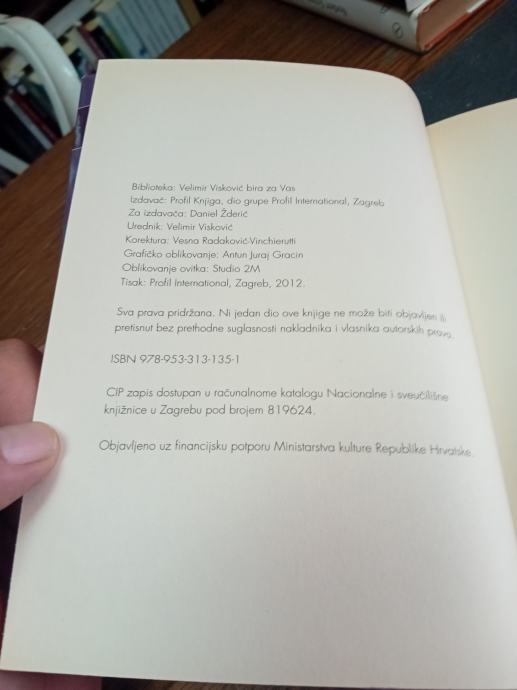 Biblioteka: Velimir Visković bira za Vas
Izdavač: Profil Knjiga, dio grupe Profil International, Zagreb
Za izdavača: Daniel Žderić
Urednik: Velimir Visković
Korektura: Vesna Radaković-Vinchierutti
Grafičko oblikovanje: Antun Juraj Gracin
Oblikovanje ovitka: Studio 2M
Tisak: Profil International, Zagreb, 2012.
Sva prava pridržana. Ni jedan dio ove knjige ne može biti objavljen ili
pretisnut bez prethodne suglasnosti nakladnika i vlasnika autorskih prava.
ISBN 978-953-313-135-1
CIP zapis dostupan u računalnome katalogu Nacionalne i sveučilišne
knjižnice u Zagrebu pod brojem 819624.
Objavljeno uz financijsku potporu Ministarstva kulture Republike Hrvatske.